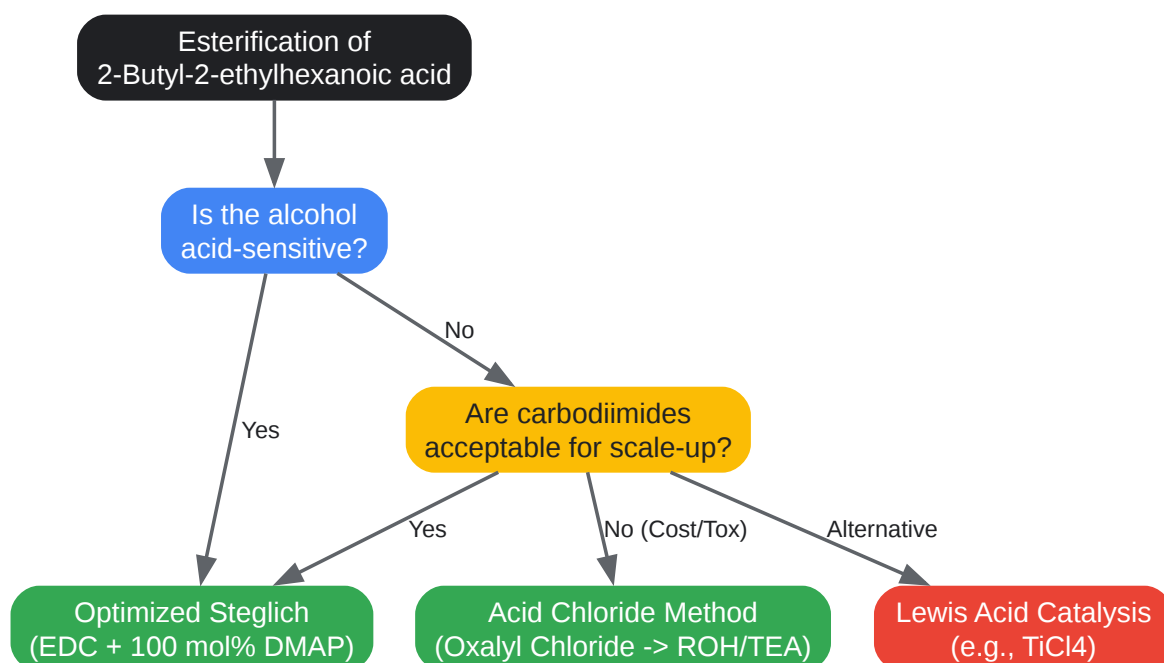 Esterification of
2-Butyl-2-ethylhexanoic acid
Is the alcohol
acid-sensitive?
No
Are carbodiimides
acceptable for scale-up?
Yes
Yes
No (Cost/Tox)
Alternative
Optimized Steglich
(EDC + 100 mol% DMAP)
Acid Chloride Method
(Oxalyl Chloride -> ROH/TEA)
Lewis Acid Catalysis
(e.g., TiCl4)